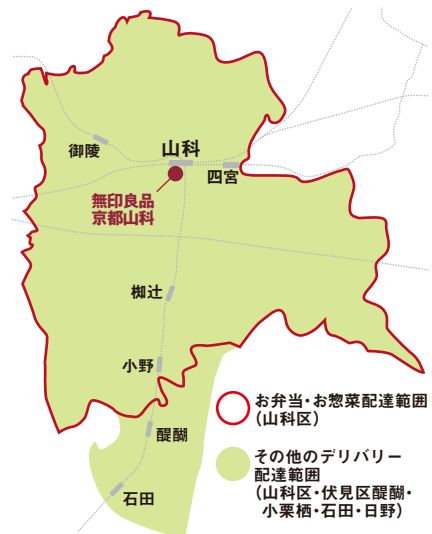 山科
御陵
四宮
無印良品
京都山科
椥辻
小野
お弁当・お惣菜配達範囲
(山科区)
醍醐
その他のデリバリー
配達範囲
(山科区・伏見区醍醐・
小栗栖・石田・日野)
石田